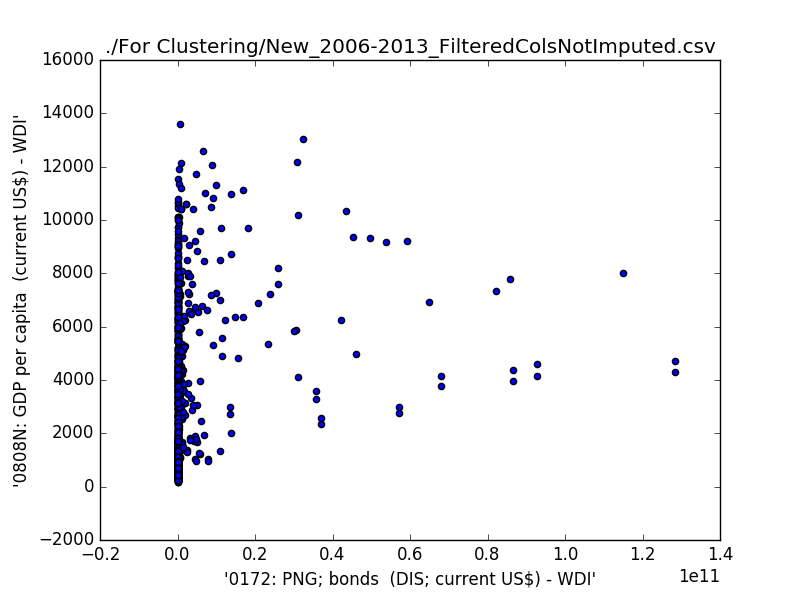 ./For Clustering/New_2006-2013_FilteredColsNotImputed.csv
16000
14000
12000
10000
8000
6000
4000
2000
0
−2000
'0808N: GDP per capita  (current US$) - WDI'
−0.2 0.0 0.2 0.4 0.6 0.8 1.0 1.2 1.4
1e11
'0172: PNG; bonds  (DIS; current US$) - WDI'